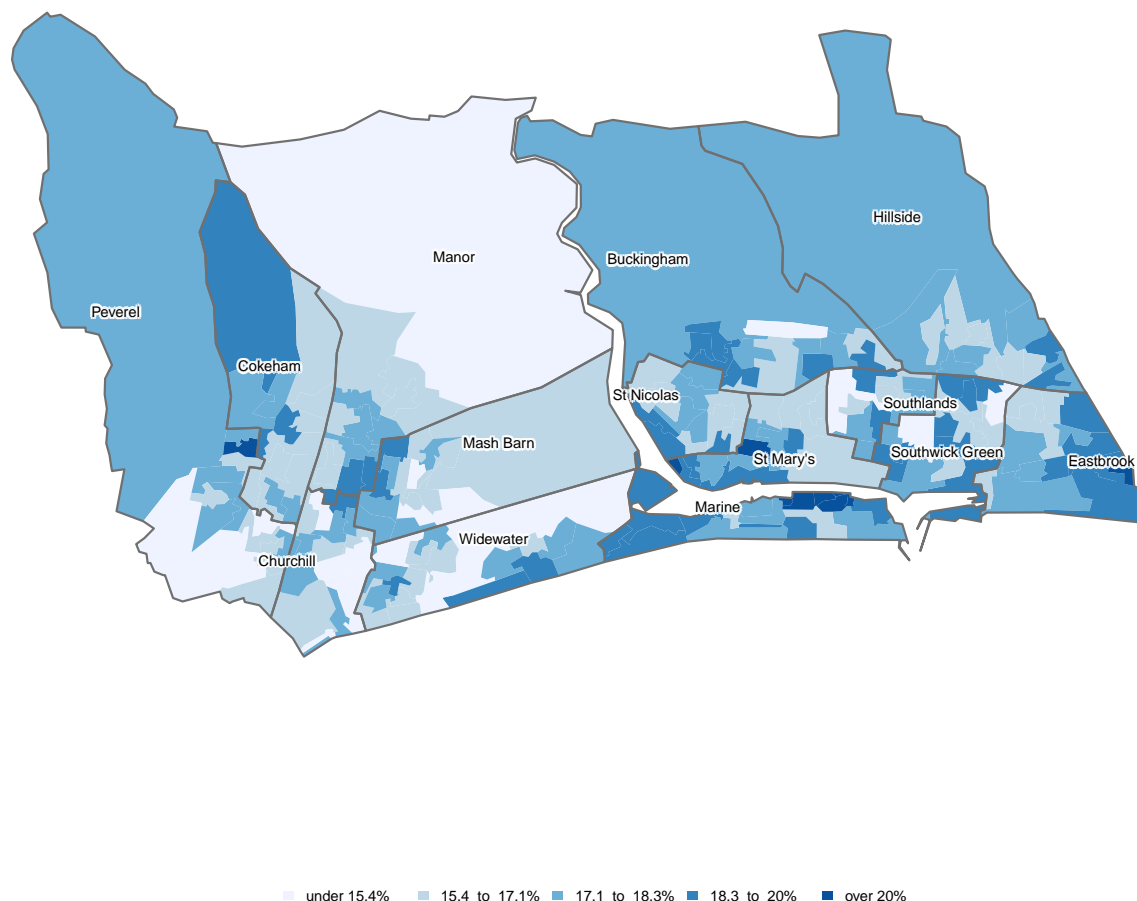 Hillside
Manor
Buckingham
Peverel
Cokeham
St Nicolas
Southlands
Mash Barn
Southwick Green
St Mary's
Eastbrook
Marine
Widewater
Churchill
under 15.4% 15.4 to 17.1% 17.1 to 18.3% 18.3 to 20% over 20%